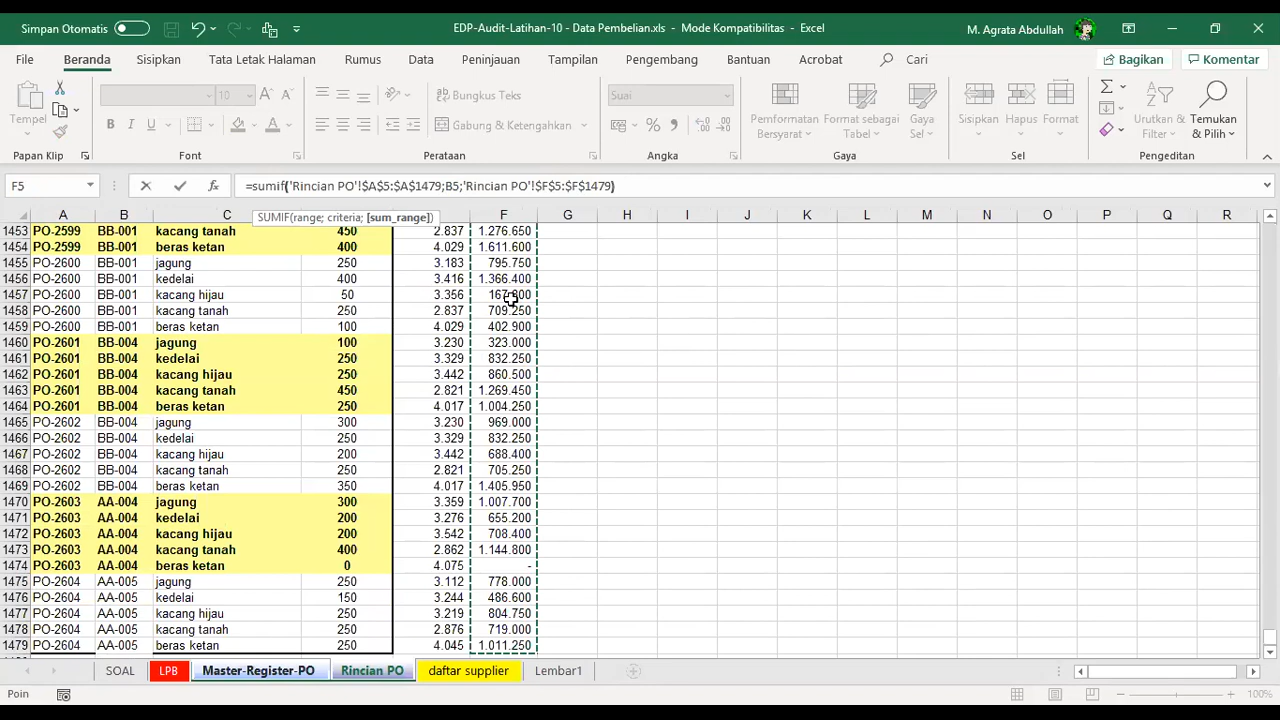 Simpan Otomatis EDP-Audit-Latihan-10 - Data Pembelian.xls - Mode Kompatibilitas - Excel M. Agrata Abdullah
File Beranda Sisipkan Tata Letak Halaman Rumus Data Peninjauan Tampilan Pengembang Bantuan Acrobat Cari Bagikan Komentar
Tempel 10 Bungkus Teks Suai Pemformatan Bersyarat Format sebagai Tabel Gaya Sel Sisipkan Hapus Format Urutkan & Filter Temukan & Pilih
B I U Gabung & Ketengahkan
Papan Klip Font Perataan Angka Gaya Sel Pengeditan
F5 =sumif('Rincian PO'!$A$5:$A$1479;B5;'Rincian PO'!$F$5:$F$1479)
SUMIF(range; criteria; [sum_range])
A B C F G H I J K L M N O P Q R
1453 PO-2599 BB-001 kacang tanah 450 2.837 1.276.650
1454 PO-2599 BB-001 beras ketan 400 4.029 1.611.600
1455 PO-2600 BB-001 jagung 250 3.183 795.750
1456 PO-2600 BB-001 kedelai 400 3.416 1.366.400
1457 PO-2600 BB-001 kacang hijau 50 3.356
1458 PO-2600 BB-001 kacang tanah 250 2.837 709.250
1459 PO-2600 BB-001 beras ketan 100 4.029 402.900
1460 PO-2601 BB-004 jagung 100 3.230 323.000
1461 PO-2601 BB-004 kedelai 250 3.329 832.250
1462 PO-2601 BB-004 kacang hijau 250 3.442 860.500
1463 PO-2601 BB-004 kacang tanah 450 2.821 1.269.450
1464 PO-2601 BB-004 beras ketan 250 4.017 1.004.250
1465 PO-2602 BB-004 jagung 300 3.230 969.000
1466 PO-2602 BB-004 kedelai 250 3.329 832.250
1467 PO-2602 BB-004 kacang hijau 200 3.442 688.400
1468 PO-2602 BB-004 kacang tanah 250 2.821 705.250
1469 PO-2602 BB-004 beras ketan 350 4.017 1.405.950
1470 PO-2603 AA-004 jagung 300 3.359 1.007.700
1471 PO-2603 AA-004 kedelai 200 3.276 655.200
1472 PO-2603 AA-004 kacang hijau 200 3.542 708.400
1473 PO-2603 AA-004 kacang tanah 400 2.862 1.144.800
1474 PO-2603 AA-004 beras ketan 0 4.075 -
1475 PO-2604 AA-005 jagung 250 3.112 778.000
1476 PO-2604 AA-005 kedelai 150 3.244 486.600
1477 PO-2604 AA-005 kacang hijau 250 3.219 804.750
1478 PO-2604 AA-005 kacang tanah 250 2.876 719.000
1479 PO-2604 AA-005 beras ketan 250 4.045 1.011.250
SOAL LPB Master-Register-PO Rincian PO daftar supplier Lembar1
Poin 100%